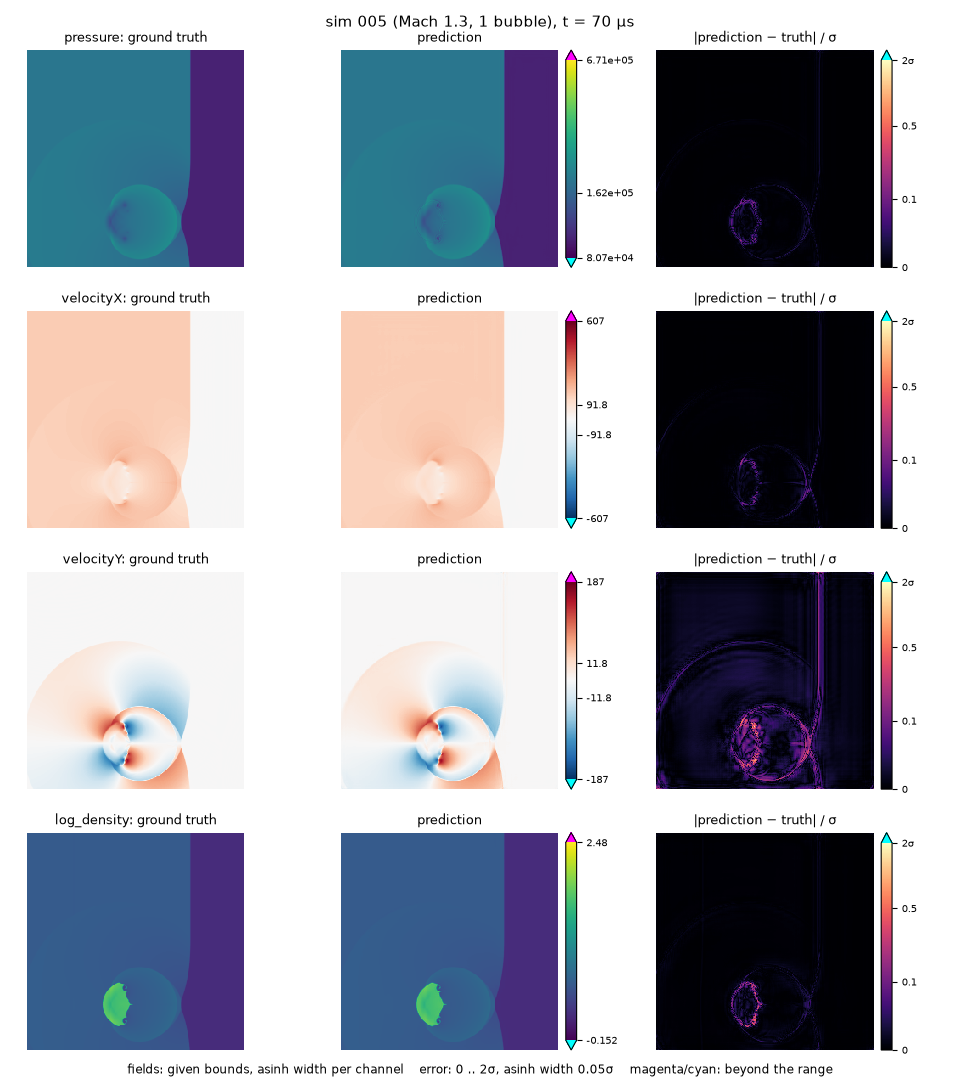 sim 005 (Mach 1.3, 1 bubble), t = 70 μs
pressure: ground truth
prediction
|prediction − truth| / σ
6.71e+05
1.62e+05
8.07e+04
2σ
0.5
0.1
0
velocityX: ground truth
prediction
|prediction − truth| / σ
607
91.8
-91.8
-607
2σ
0.5
0.1
0
velocityY: ground truth
prediction
|prediction − truth| / σ
187
11.8
-11.8
-187
2σ
0.5
0.1
0
log_density: ground truth
prediction
|prediction − truth| / σ
2.48
-0.152
2σ
0.5
0.1
0
fields: given bounds, asinh width per channel error: 0 .. 2σ, asinh width 0.05σ magenta/cyan: beyond the range